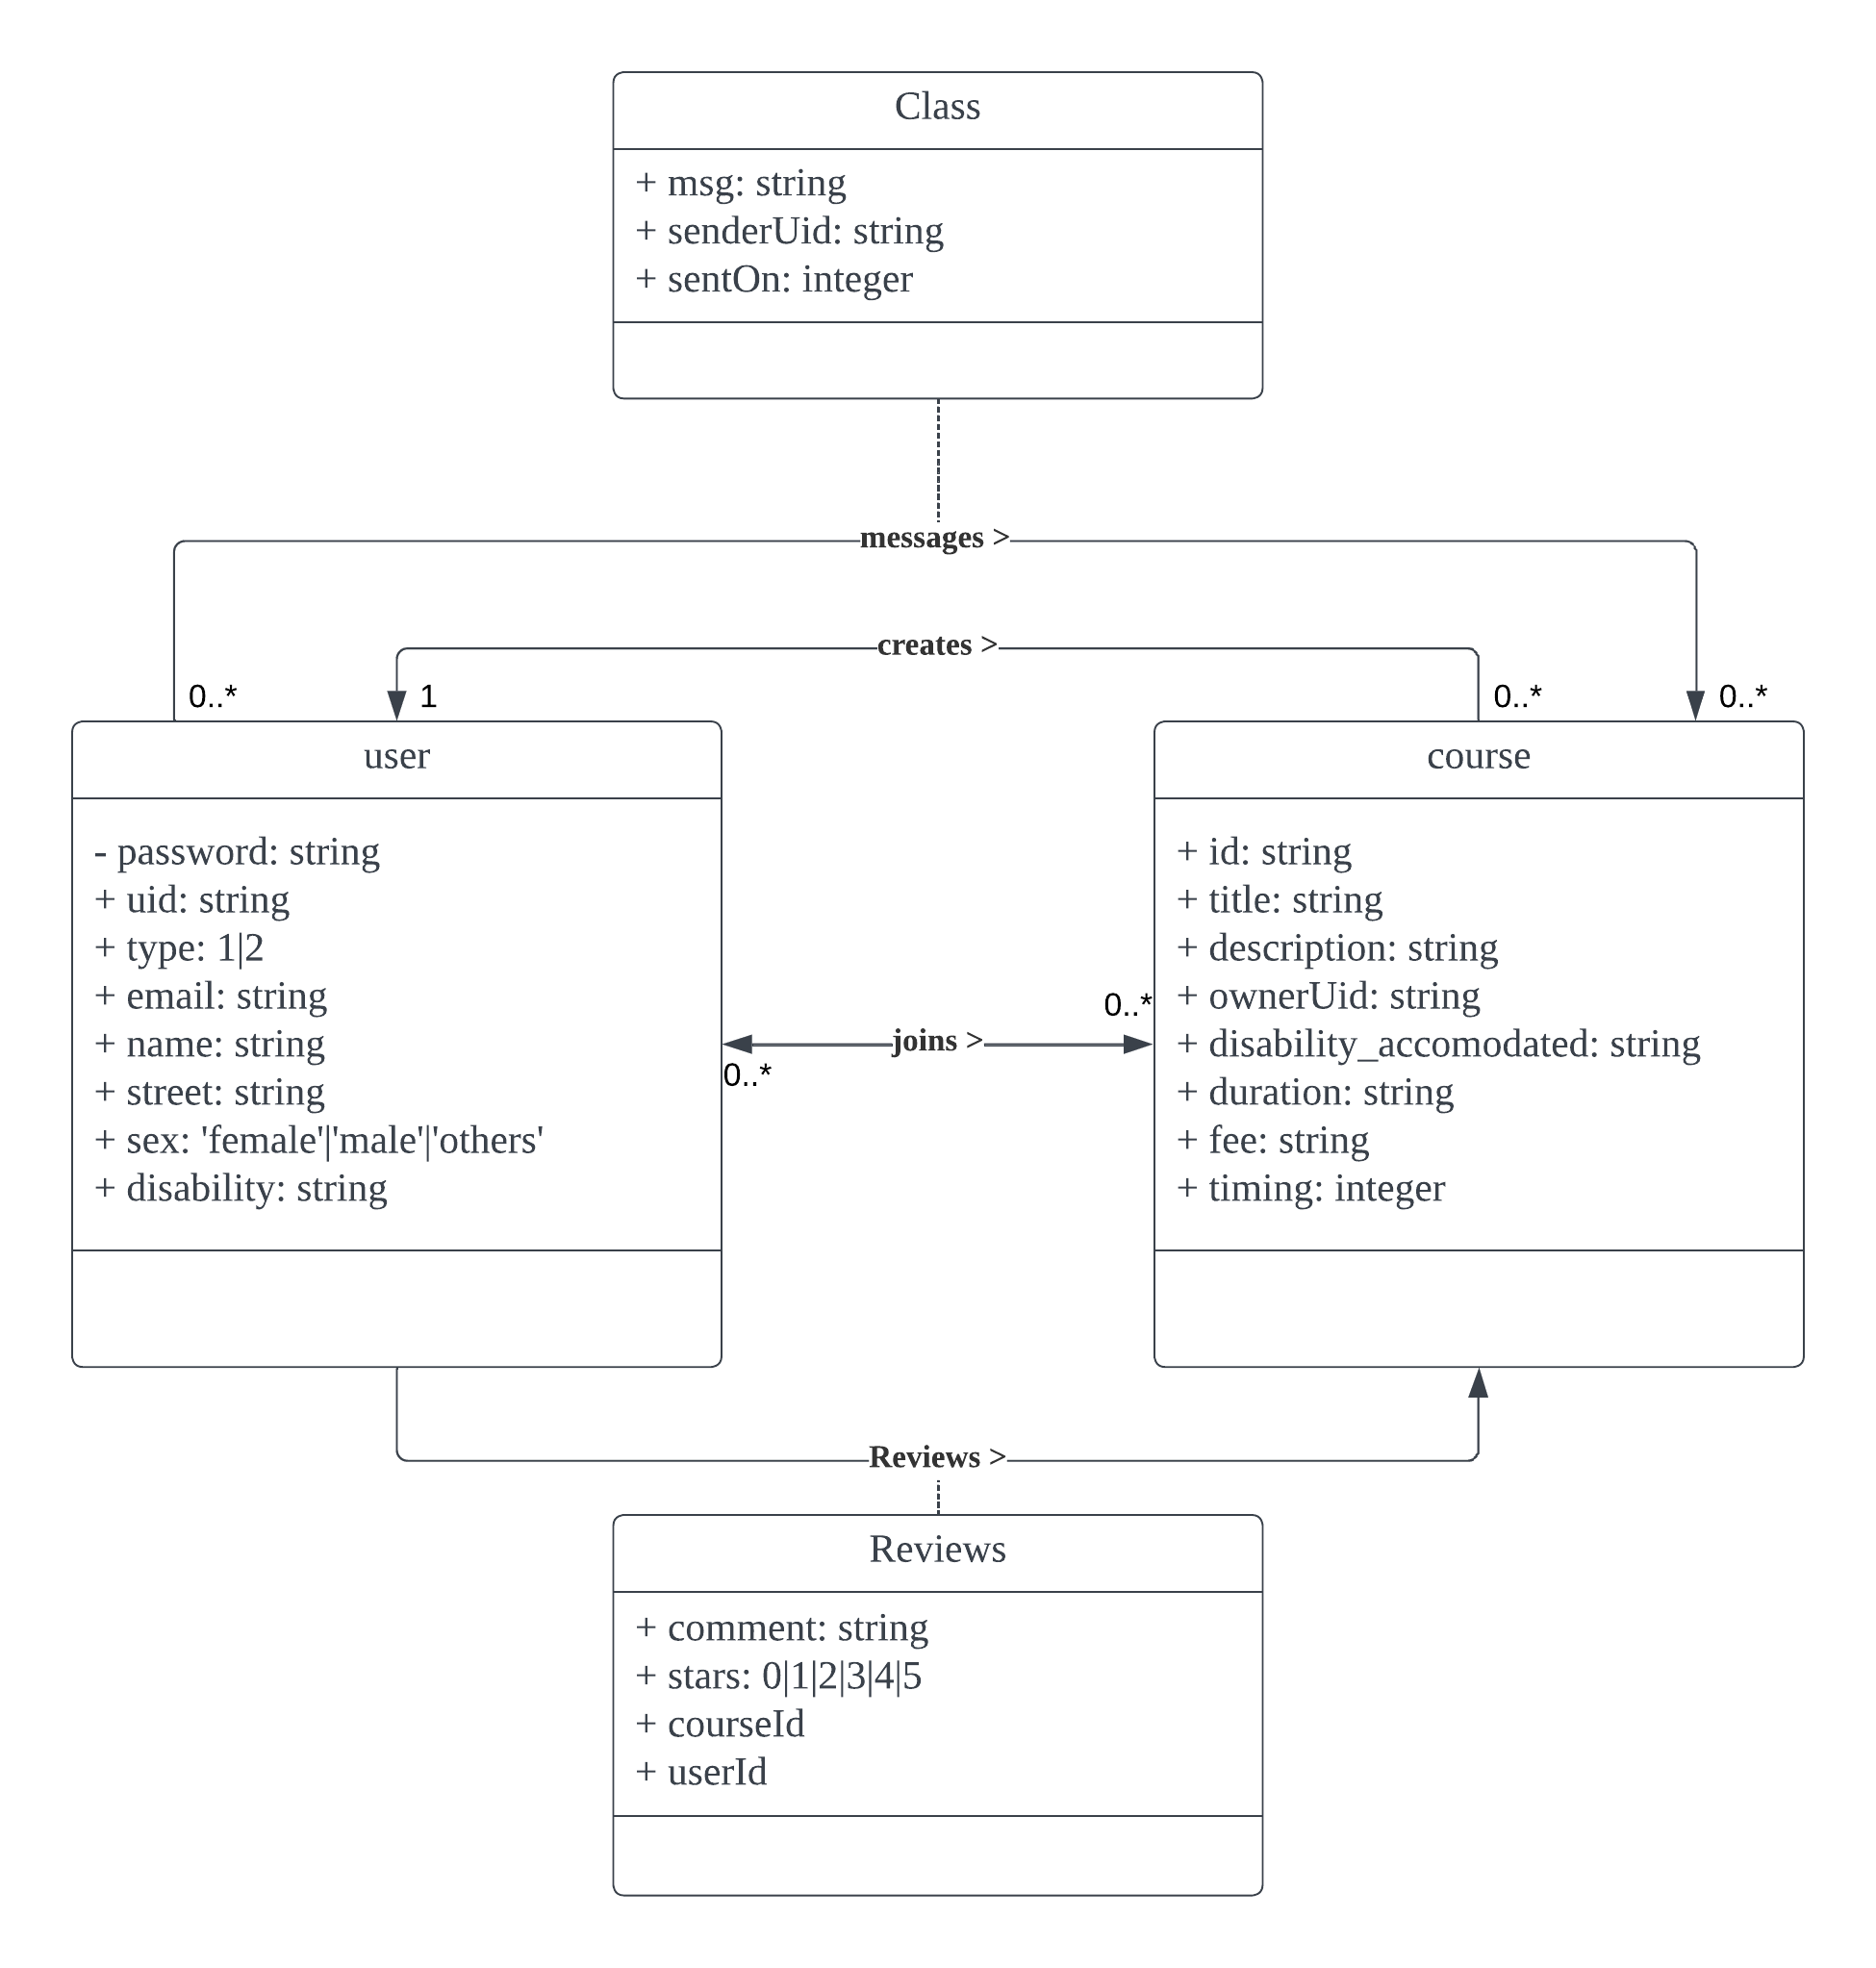 Class
+ msg: string
+ senderUid: string
+ sentOn: integer
messages >
creates >
0..*
1
0..*
0..*
user
- password: string
+ uid: string
+ type: 1|2
+ email: string
+ name: string
+ street: string
+ sex: 'female'|'male'|'others'
+ disability: string
joins >
0..*
0..*
course
+ id: string
+ title: string
+ description: string
+ ownerUid: string
+ disability_accomodated: string
+ duration: string
+ fee: string
+ timing: integer
Reviews >
Reviews
+ comment: string
+ stars: 0|1|2|3|4|5
+ courseId
+ userId